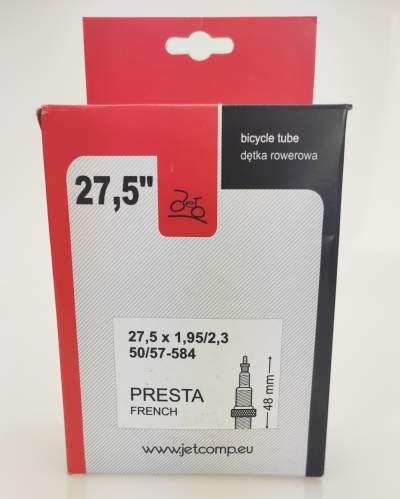 bicycle tube
dętka rowerowa
27,5"
27,5 x 1,95/2,3
50/57-584
PRESTA
FRENCH
48 mm
www.jetcomp.eu